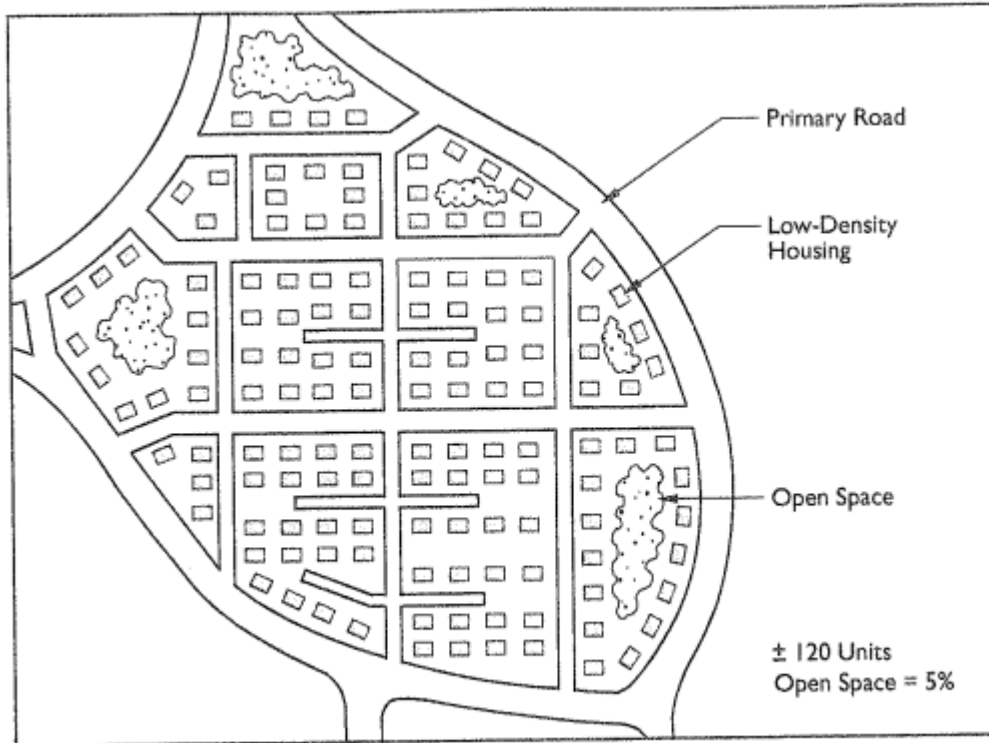 Primary Road
Low-Density
Housing
Open Space
± 120 Units
Open Space = 5%